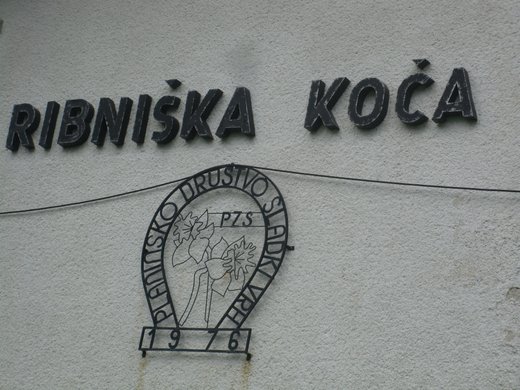 RIBNIŠKA KOČA
PLANINSKO DRUŠTVO SLADKI VRH
PZS
1976